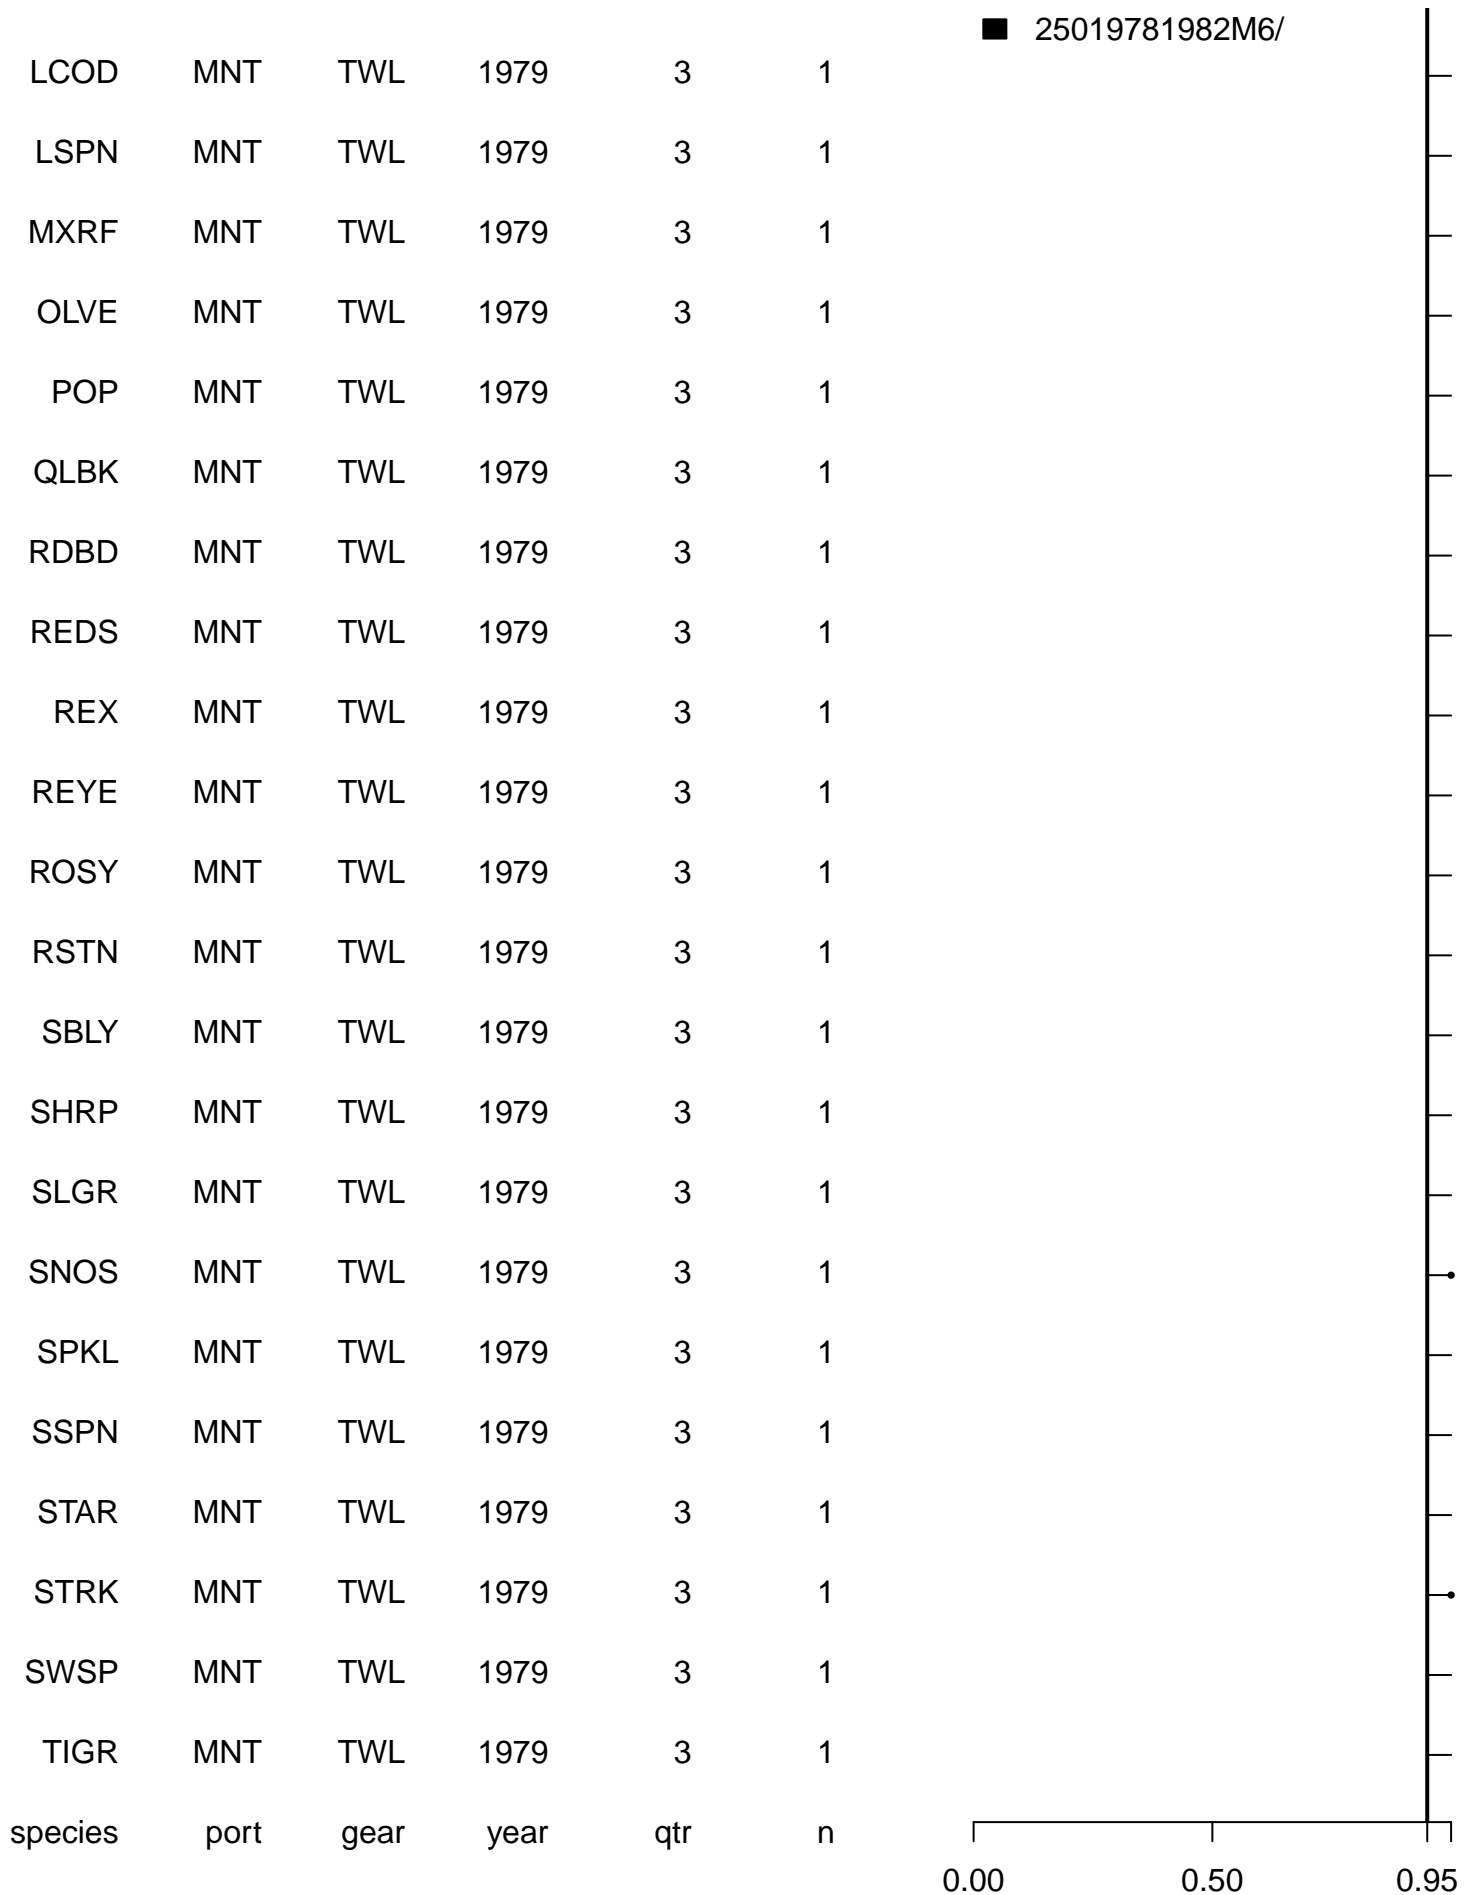 25019781982M6/
LCOD MNT TWL 1979 3 1
LSPN MNT TWL 1979 3 1
MXRF MNT TWL 1979 3 1
OLVE MNT TWL 1979 3 1
POP MNT TWL 1979 3 1
QLBK MNT TWL 1979 3 1
RDBD MNT TWL 1979 3 1
REDS MNT TWL 1979 3 1
REX MNT TWL 1979 3 1
REYE MNT TWL 1979 3 1
ROSY MNT TWL 1979 3 1
RSTN MNT TWL 1979 3 1
SBLY MNT TWL 1979 3 1
SHRP MNT TWL 1979 3 1
SLGR MNT TWL 1979 3 1
SNOS MNT TWL 1979 3 1
SPKL MNT TWL 1979 3 1
SSPN MNT TWL 1979 3 1
STAR MNT TWL 1979 3 1
STRK MNT TWL 1979 3 1
SWSP MNT TWL 1979 3 1
TIGR MNT TWL 1979 3 1
species port gear year qtr n
0.00 0.50 0.95